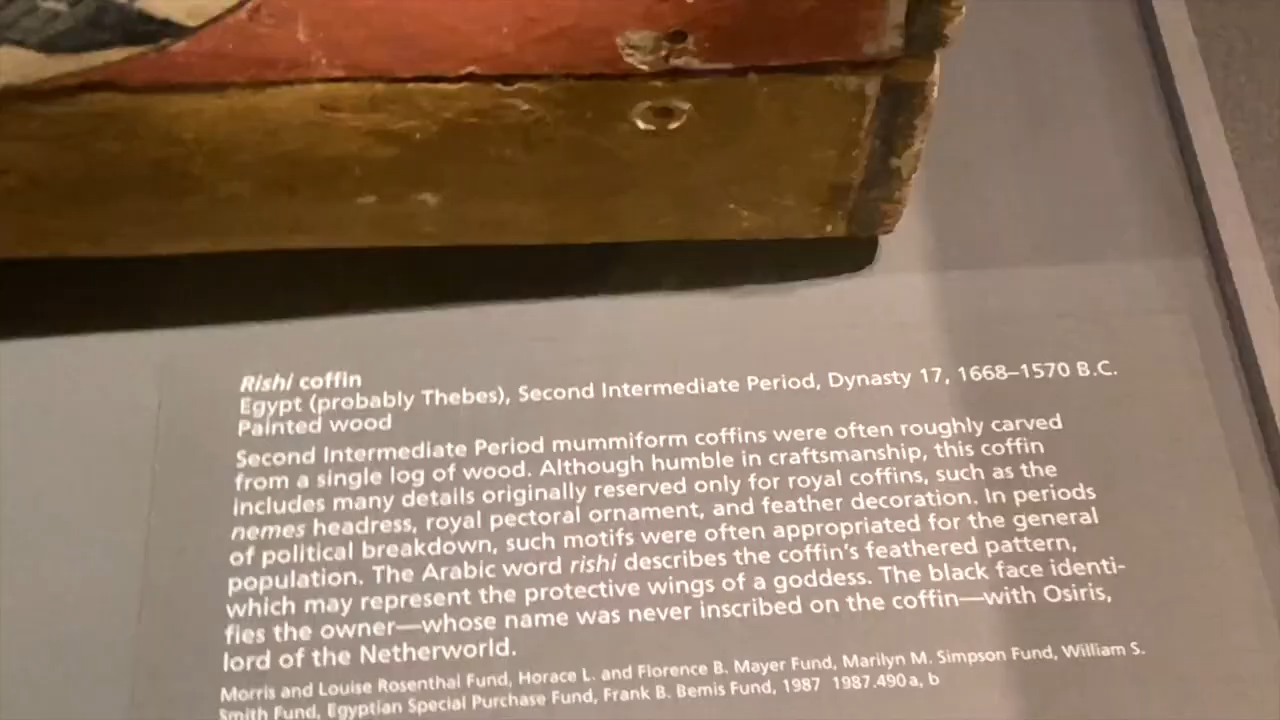 Rishi coffin
Egypt (probably Thebes), Second Intermediate Period, Dynasty 17, 1668–1570 B.C.
Painted wood
Second Intermediate Period mummiform coffins were often roughly carved
from a single log of wood. Although humble in craftsmanship, this coffin
includes many details originally reserved only for royal coffins, such as the
nemes headress, royal pectoral ornament, and feather decoration. In periods
of political breakdown, such motifs were often appropriated for the general
population. The Arabic word rishi describes the coffin's feathered pattern,
which may represent the protective wings of a goddess. The black face identi-
fies the owner—whose name was never inscribed on the coffin—with Osiris,
lord of the Netherworld.
Morris and Louise Rosenthal Fund, Horace L. and Florence B. Mayer Fund, Marilyn M. Simpson Fund, William S.
Smith Fund, Egyptian Special Purchase Fund, Frank B. Bemis Fund, 1987 1987.490a, b